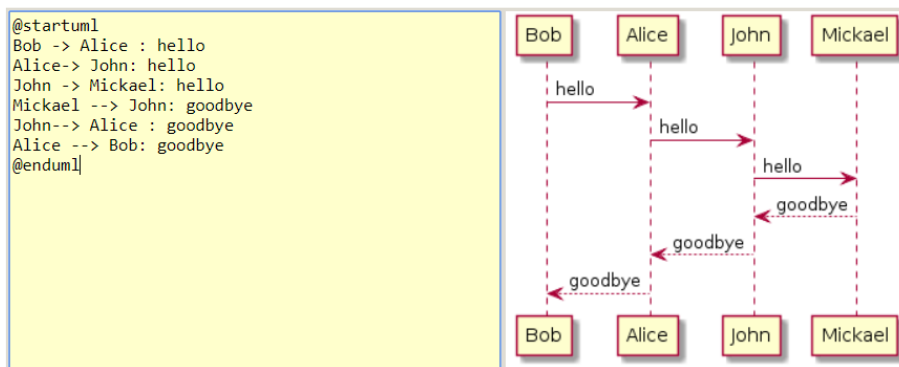 @startuml
Bob -> Alice : hello
Alice-> John: hello
John -> Mickael: hello
Mickael --> John: goodbye
John--> Alice : goodbye
Alice --> Bob: goodbye
@enduml
Bob Alice John Mickael
hello
hello
hello
goodbye
goodbye
goodbye
Bob Alice John Mickael